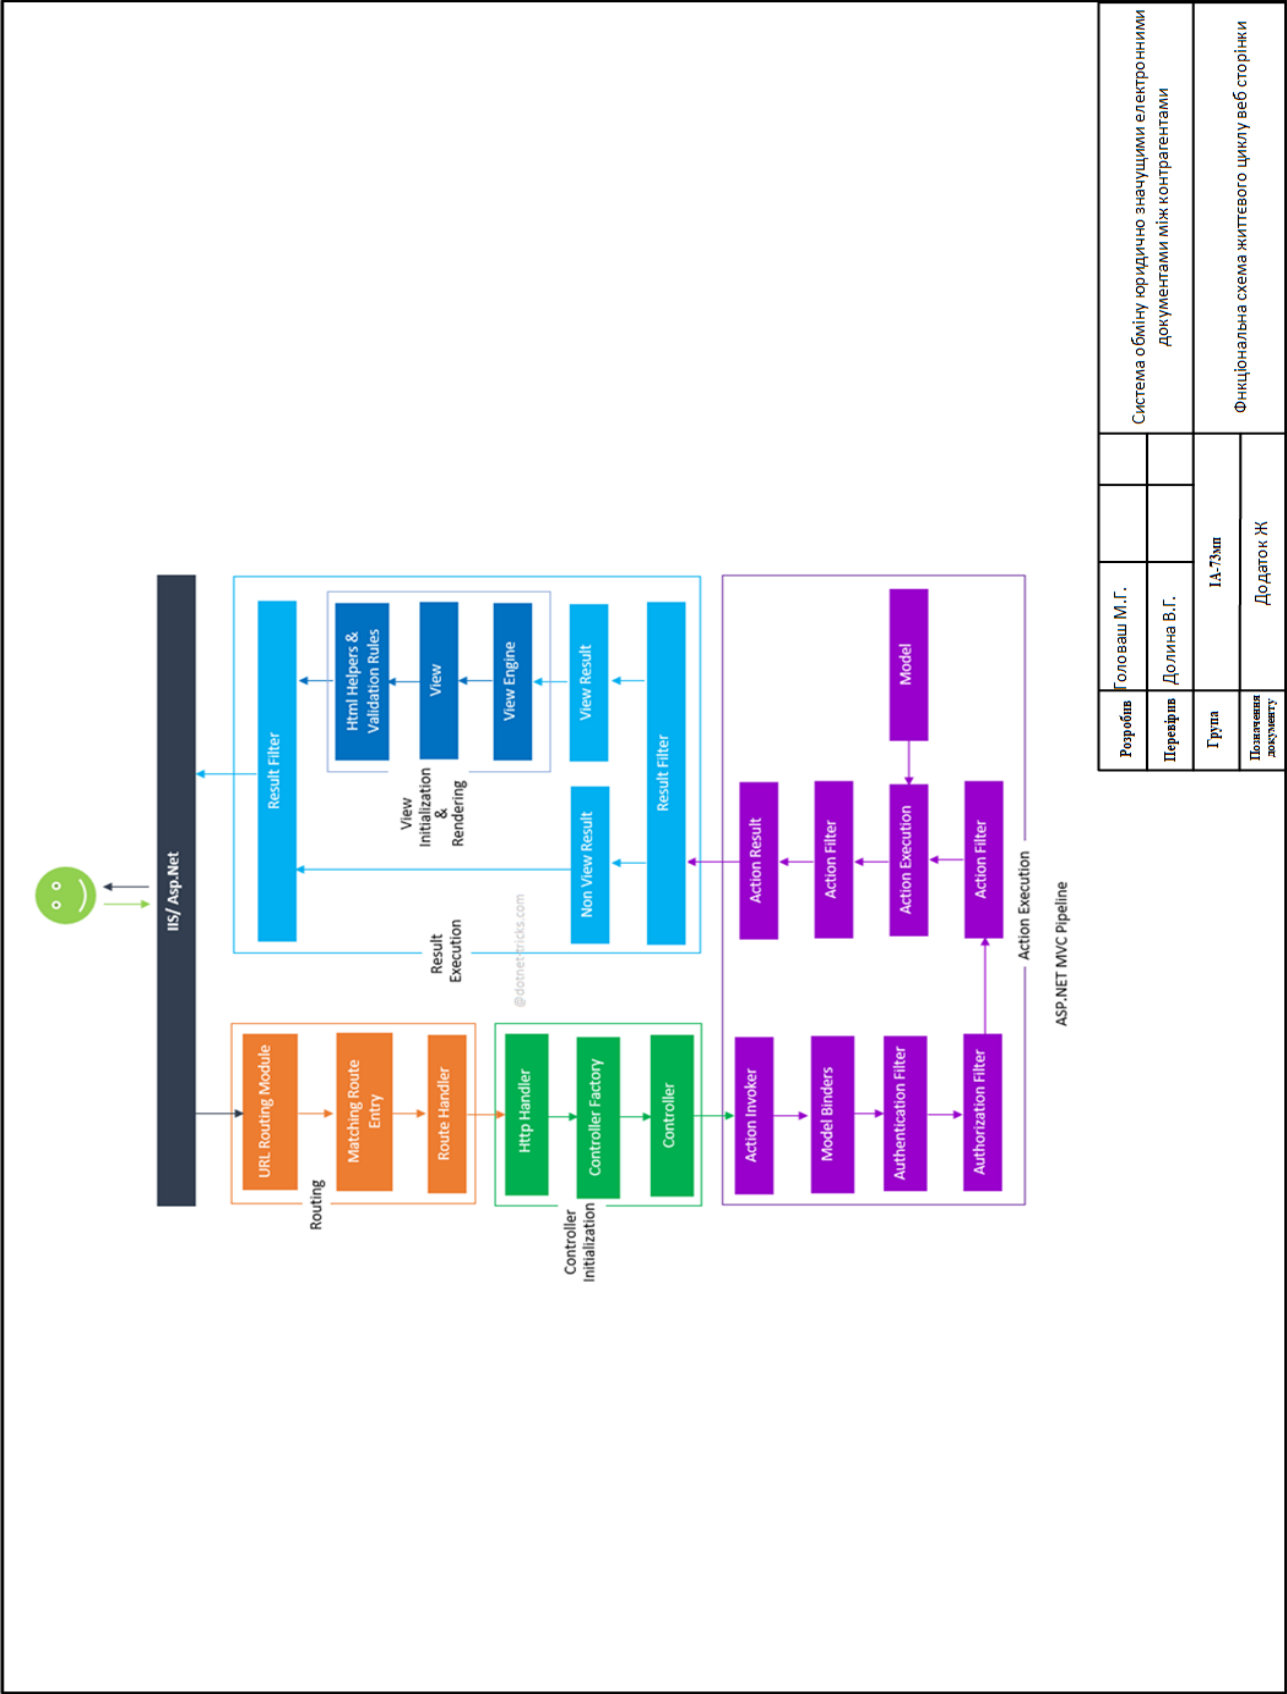 IIS/ Asp.Net
URL Routing Module
Matching Route
Entry
Route Handler
Routing
Http Handler
Controller Factory
Controller
Controller
Initialization
Action Invoker
Model Binders
Authentication Filter
Authorization Filter
Action Filter
Action Execution
Model
Action Filter
Action Result
Action Execution
Result Filter
Non View Result
View Result
View Engine
View
Html Helpers &
Validation Rules
View
Initialization
&
Rendering
Result Filter
Result
Execution
@dotnet-tricks.com
ASP.NET MVC Pipeline
Розробив
Головаш М.Г.
Перевірив
Долина В.Г.
Система обміну юридично значущими електронними
документами між контрагентами
Група
ІА-73мп
Позначення
документу
Додаток Ж
Фнкціональна схема життєвого циклу веб сторінки